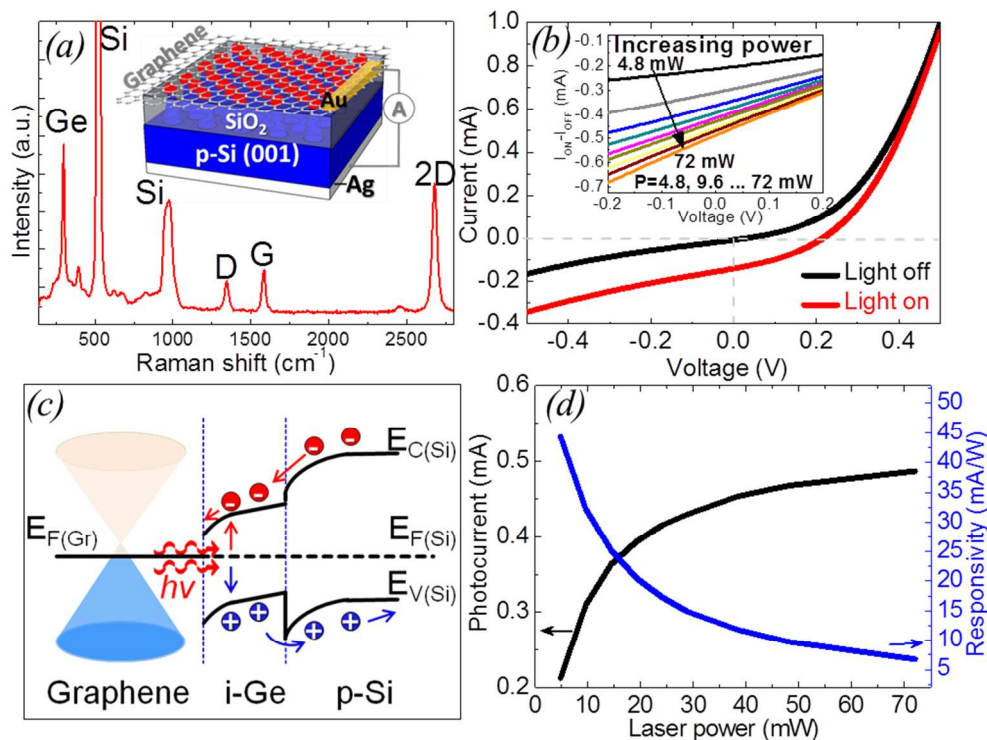 (a)
Si
Graphene
Au
A
SiO2
p-Si (001)
Ag
Ge
Si
D
G
2D
Intensity (a.u.)
500
1000
1500
2000
2500
Raman shift (cm-1)
(b)
1.0
0.8
0.6
0.4
0.2
0.0
-0.2
-0.4
Current (mA)
-0.4
-0.2
0.0
0.2
0.4
Voltage (V)
Light off
Light on
-0.1
-0.2
-0.3
-0.4
-0.5
-0.6
-0.7
ION-IOFF (mA)
Increasing power
4.8 mW
72 mW
P=4.8, 9.6 ... 72 mW
-0.2
-0.1
0.0
0.1
0.2
Voltage (V)
(c)
EC(Si)
EF(Gr)
EF(Si)
hν
EV(Si)
Graphene
i-Ge
p-Si
(d)
0.6
0.5
0.4
0.3
0.2
Photocurrent (mA)
50
45
40
35
30
25
20
15
10
5
Responsivity (mA/W)
0
10
20
30
40
50
60
70
Laser power (mW)